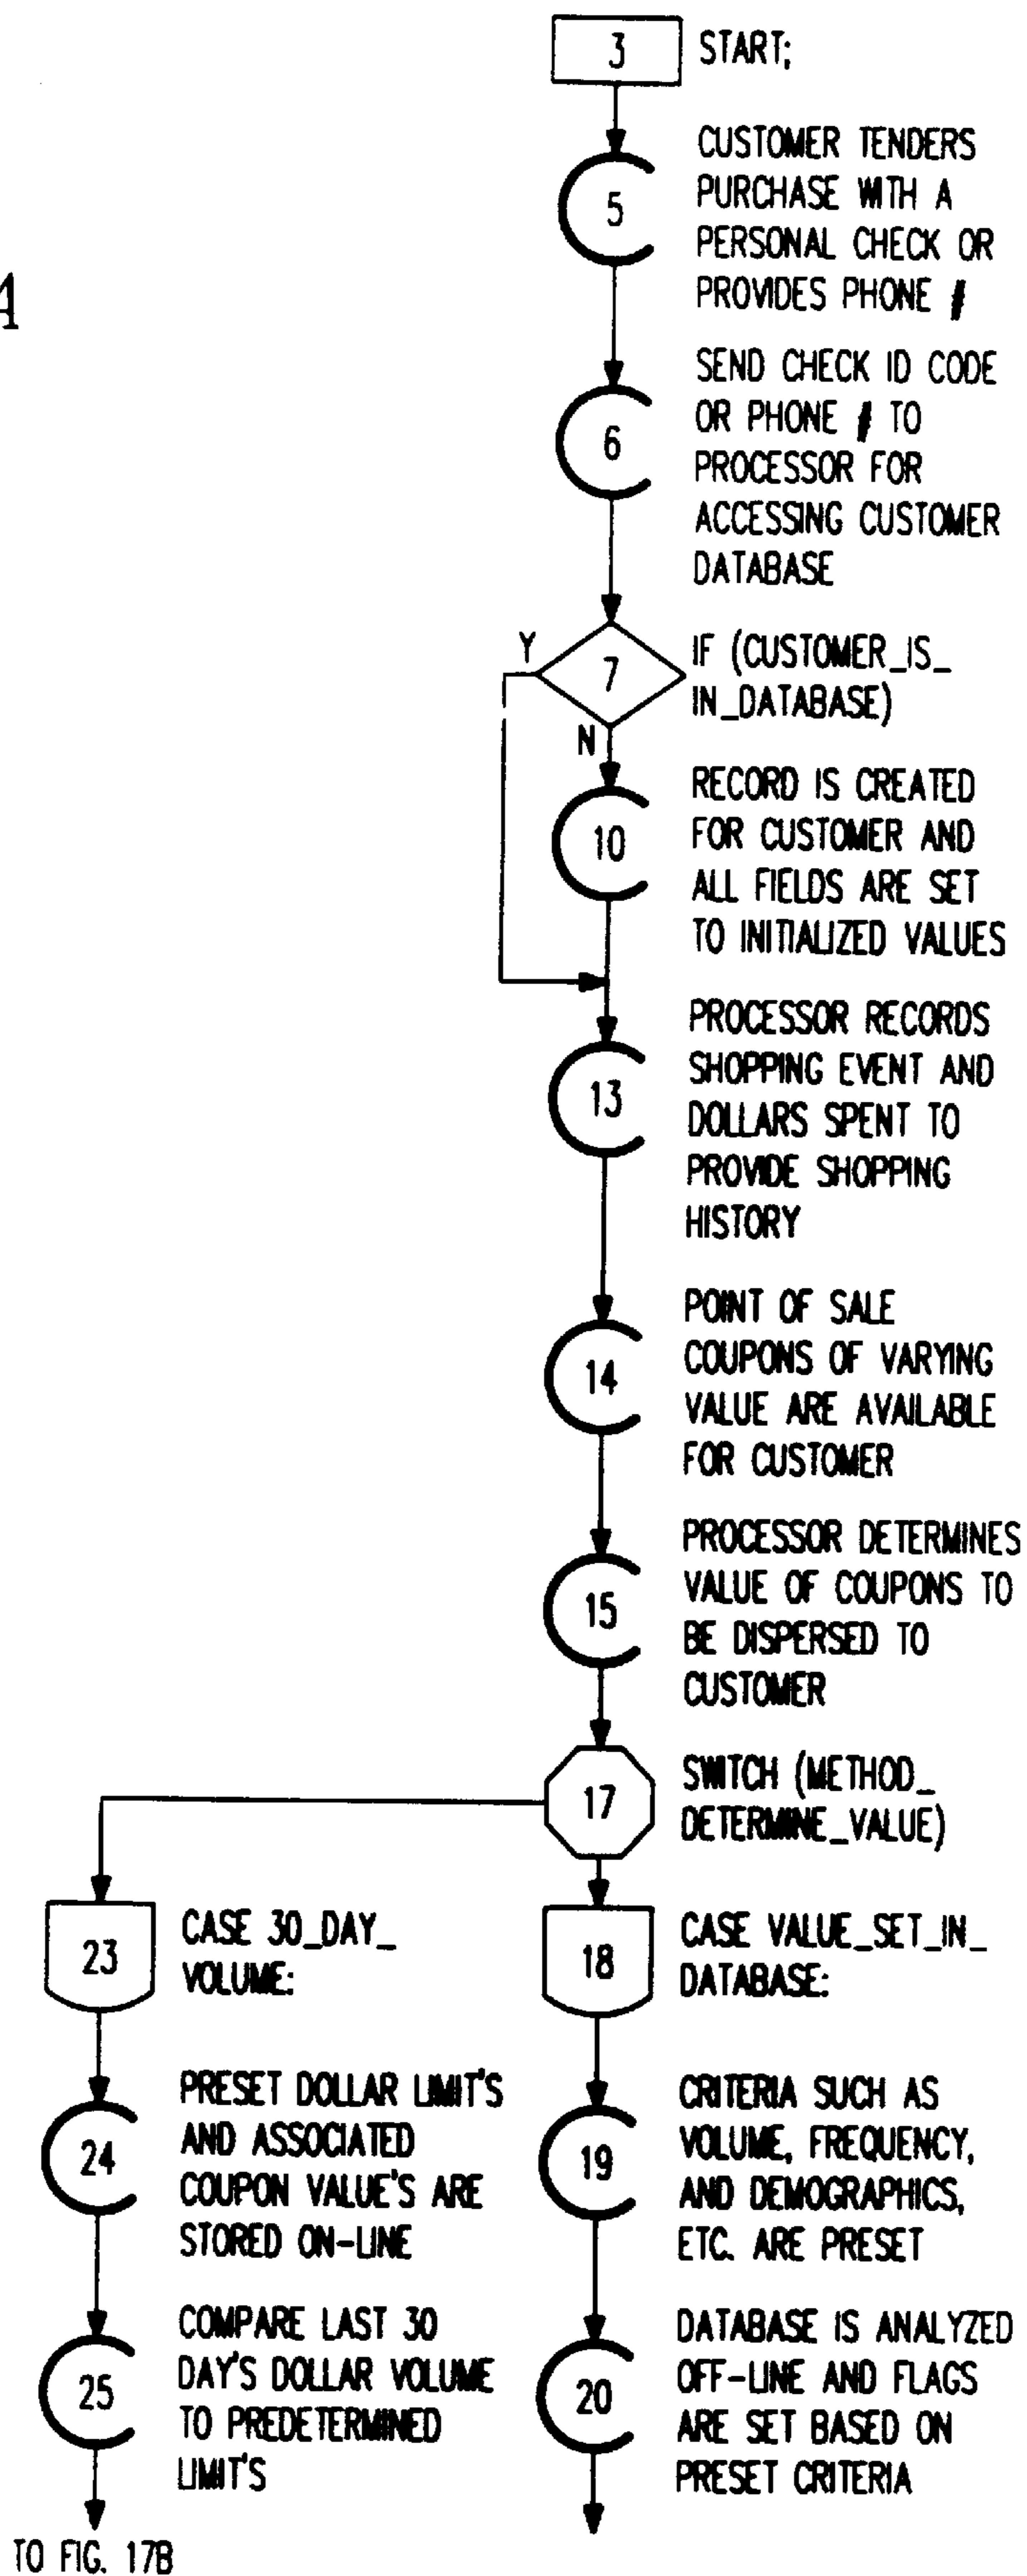 3 START;
A
5
CUSTOMER TENDERS
PURCHASE WITH A
PERSONAL CHECK OR
PROVIDES PHONE #
6
SEND CHECK ID CODE
OR PHONE # TO
PROCESSOR FOR
ACCESSING CUSTOMER
DATABASE
Y
7
N
IF (CUSTOMER_IS_
IN_DATABASE)
10
RECORD IS CREATED
FOR CUSTOMER AND
ALL FIELDS ARE SET
TO INITIALIZED VALUES
13
PROCESSOR RECORDS
SHOPPING EVENT AND
DOLLARS SPENT TO
PROVIDE SHOPPING
HISTORY
14
POINT OF SALE
COUPONS OF VARYING
VALUE ARE AVAILABLE
FOR CUSTOMER
15
PROCESSOR DETERMINES
VALUE OF COUPONS TO
BE DISPERSED TO
CUSTOMER
17
SWITCH (METHOD_
DETERMINE_VALUE)
23
CASE 30_DAY_
VOLUME:
18
CASE VALUE_SET_IN_
DATABASE:
24
PRESET DOLLAR LIMIT'S
AND ASSOCIATED
COUPON VALUE'S ARE
STORED ON-LINE
19
CRITERIA SUCH AS
VOLUME, FREQUENCY,
AND DEMOGRAPHICS,
ETC. ARE PRESET
25
COMPARE LAST 30
DAY'S DOLLAR VOLUME
TO PREDETERMINED
LIMIT'S
20
DATABASE IS ANALYZED
OFF-LINE AND FLAGS
ARE SET BASED ON
PRESET CRITERIA
TO FIG. 17B